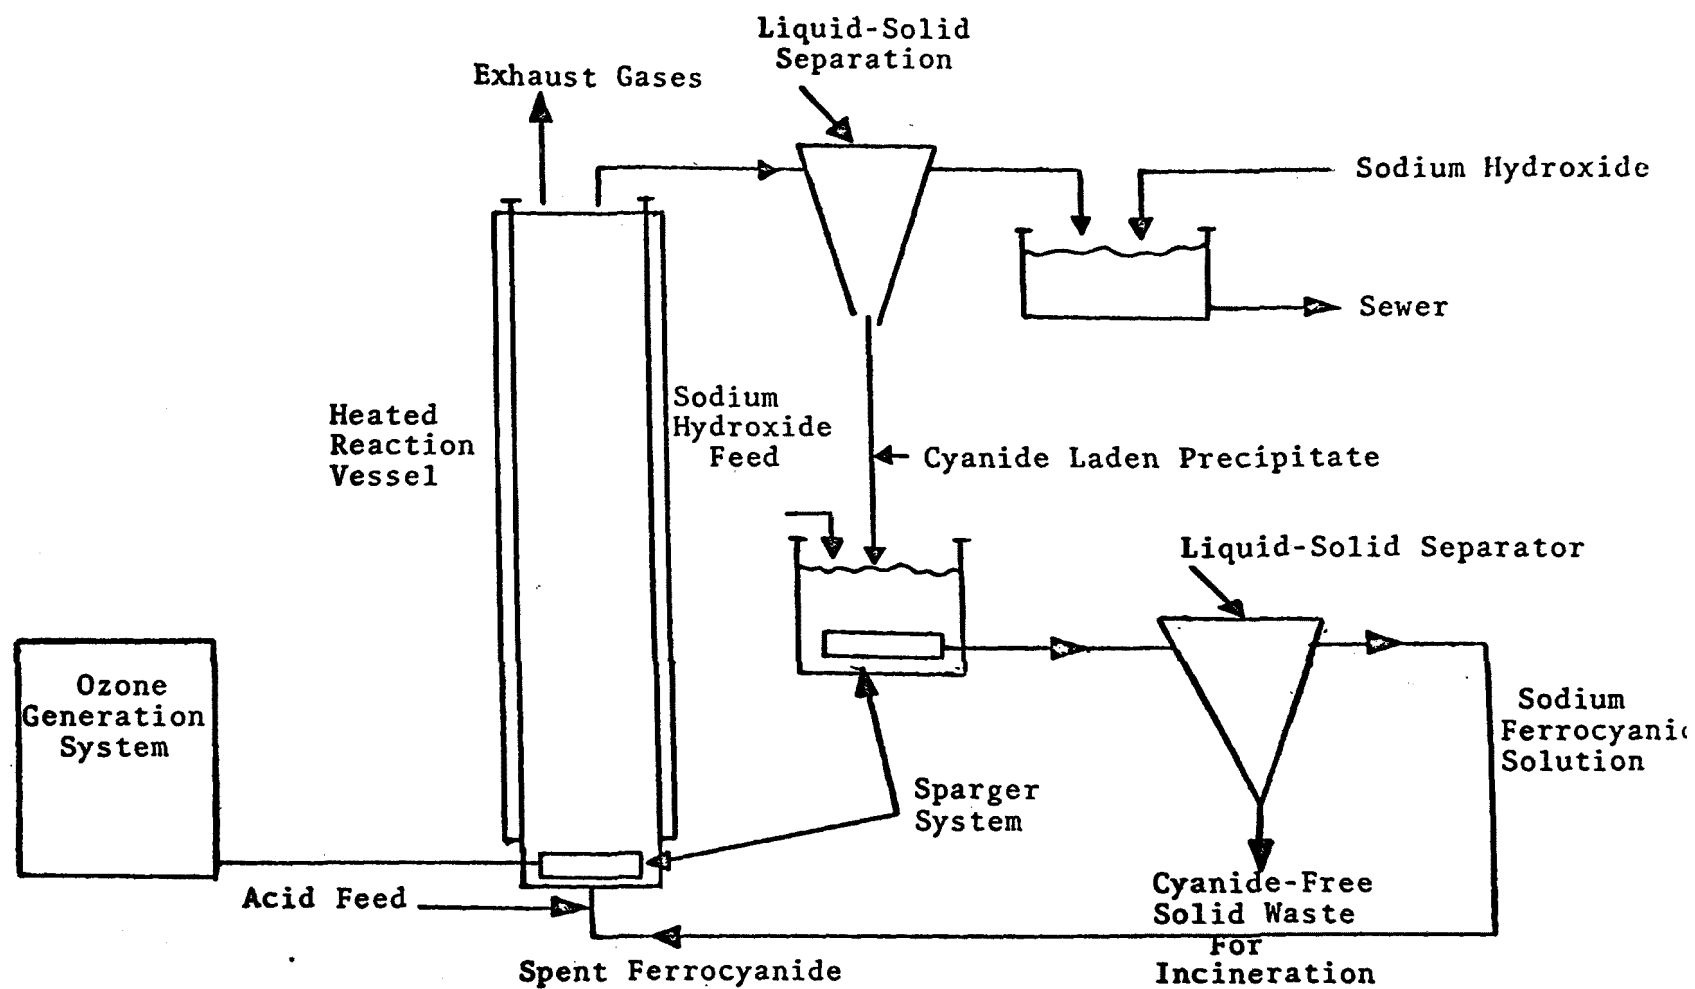 Liquid-Solid
Separation
Exhaust Gases
Sodium Hydroxide
Sewer
Heated
Reaction
Vessel
Sodium
Hydroxide
Feed
Cyanide Laden Precipitate
Liquid-Solid Separator
Ozone
Generation
System
Sodium
Ferrocyanic
Solution
Sparger
System
Acid Feed
Cyanide-Free
Solid Waste
For
Incineration
Spent Ferrocyanide